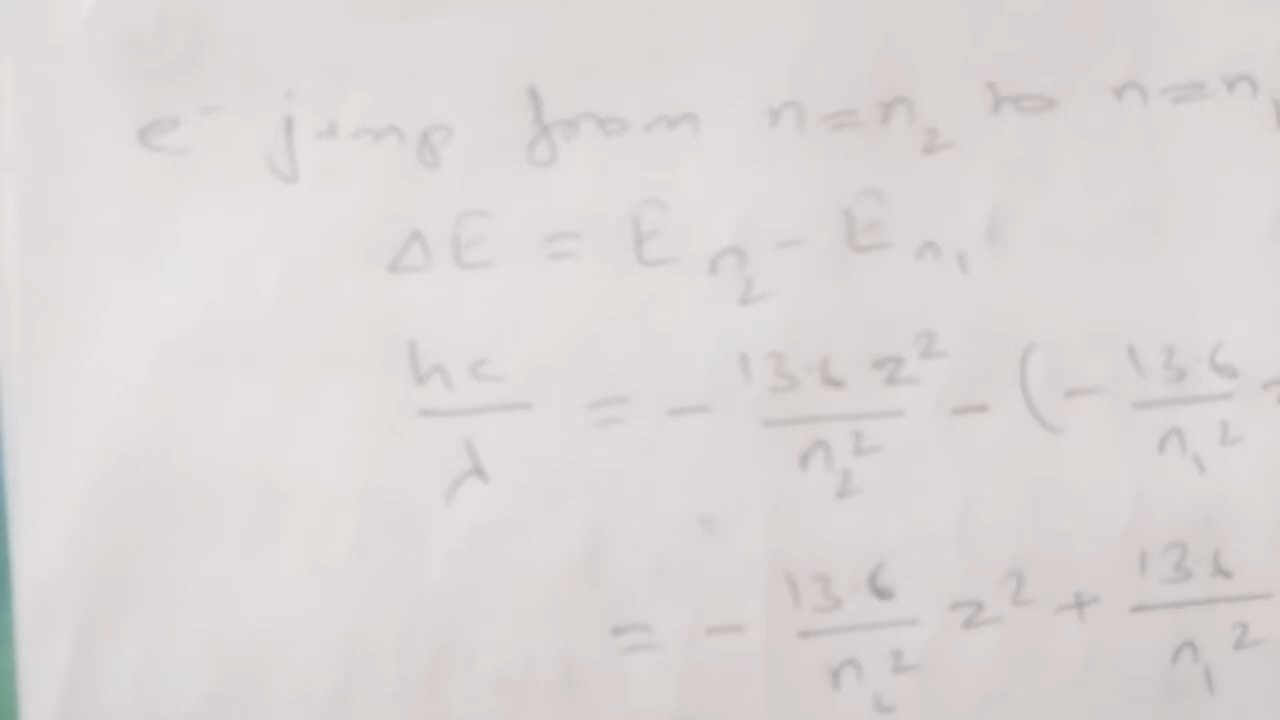 e⁻ jump from n=n₂ to n=n₁
ΔE = E_n₂ - E_n₁
hc/λ = - 13.6 z²/n₂² - (- 13.6/n₁²
= - 13.6/n₂² z² + 13.6/n₁²